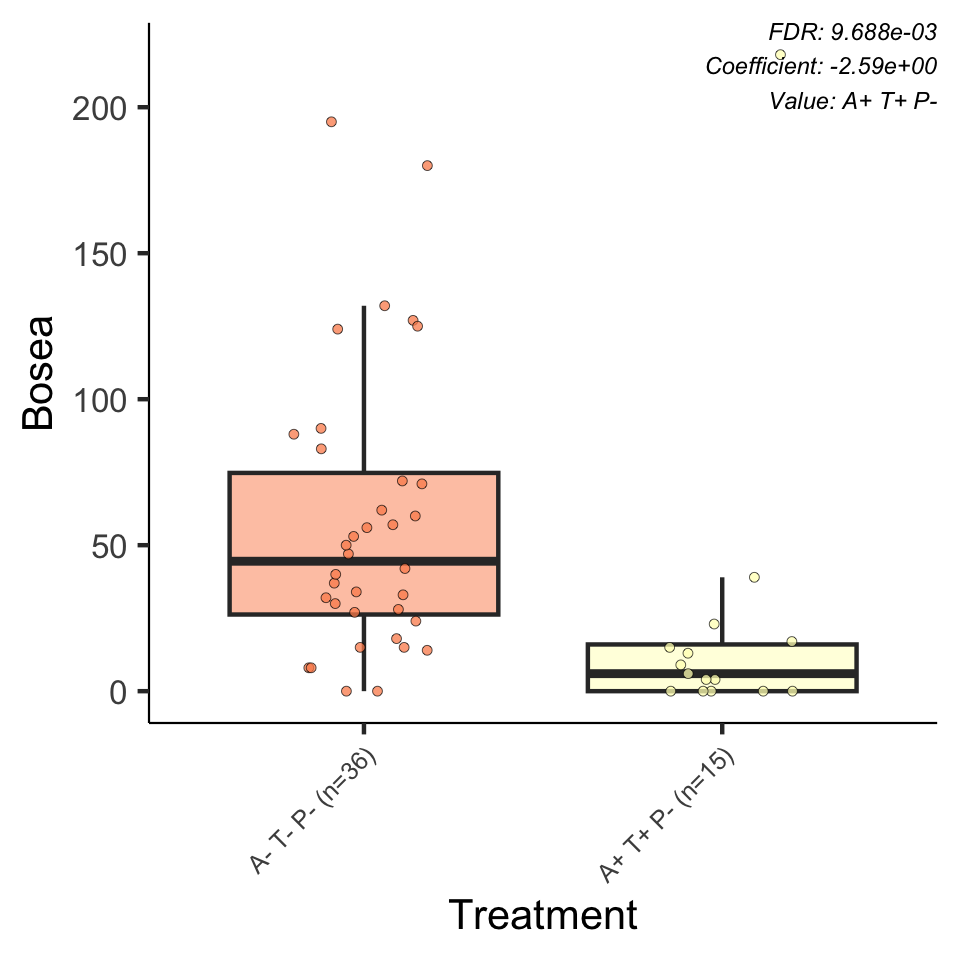 FDR: 9.688e-03
Coefficient: -2.59e+00
Value: A+ T+ P-
200
150
100
50
0
Bosea
A- T- P- (n=36)
A+ T+ P- (n=15)
Treatment